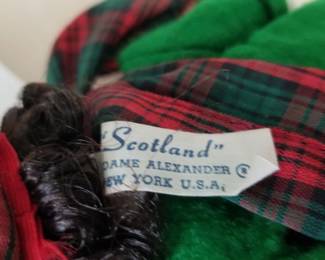 "Scotland"
DAME ALEXANDER ®
EW YORK U.S.A.